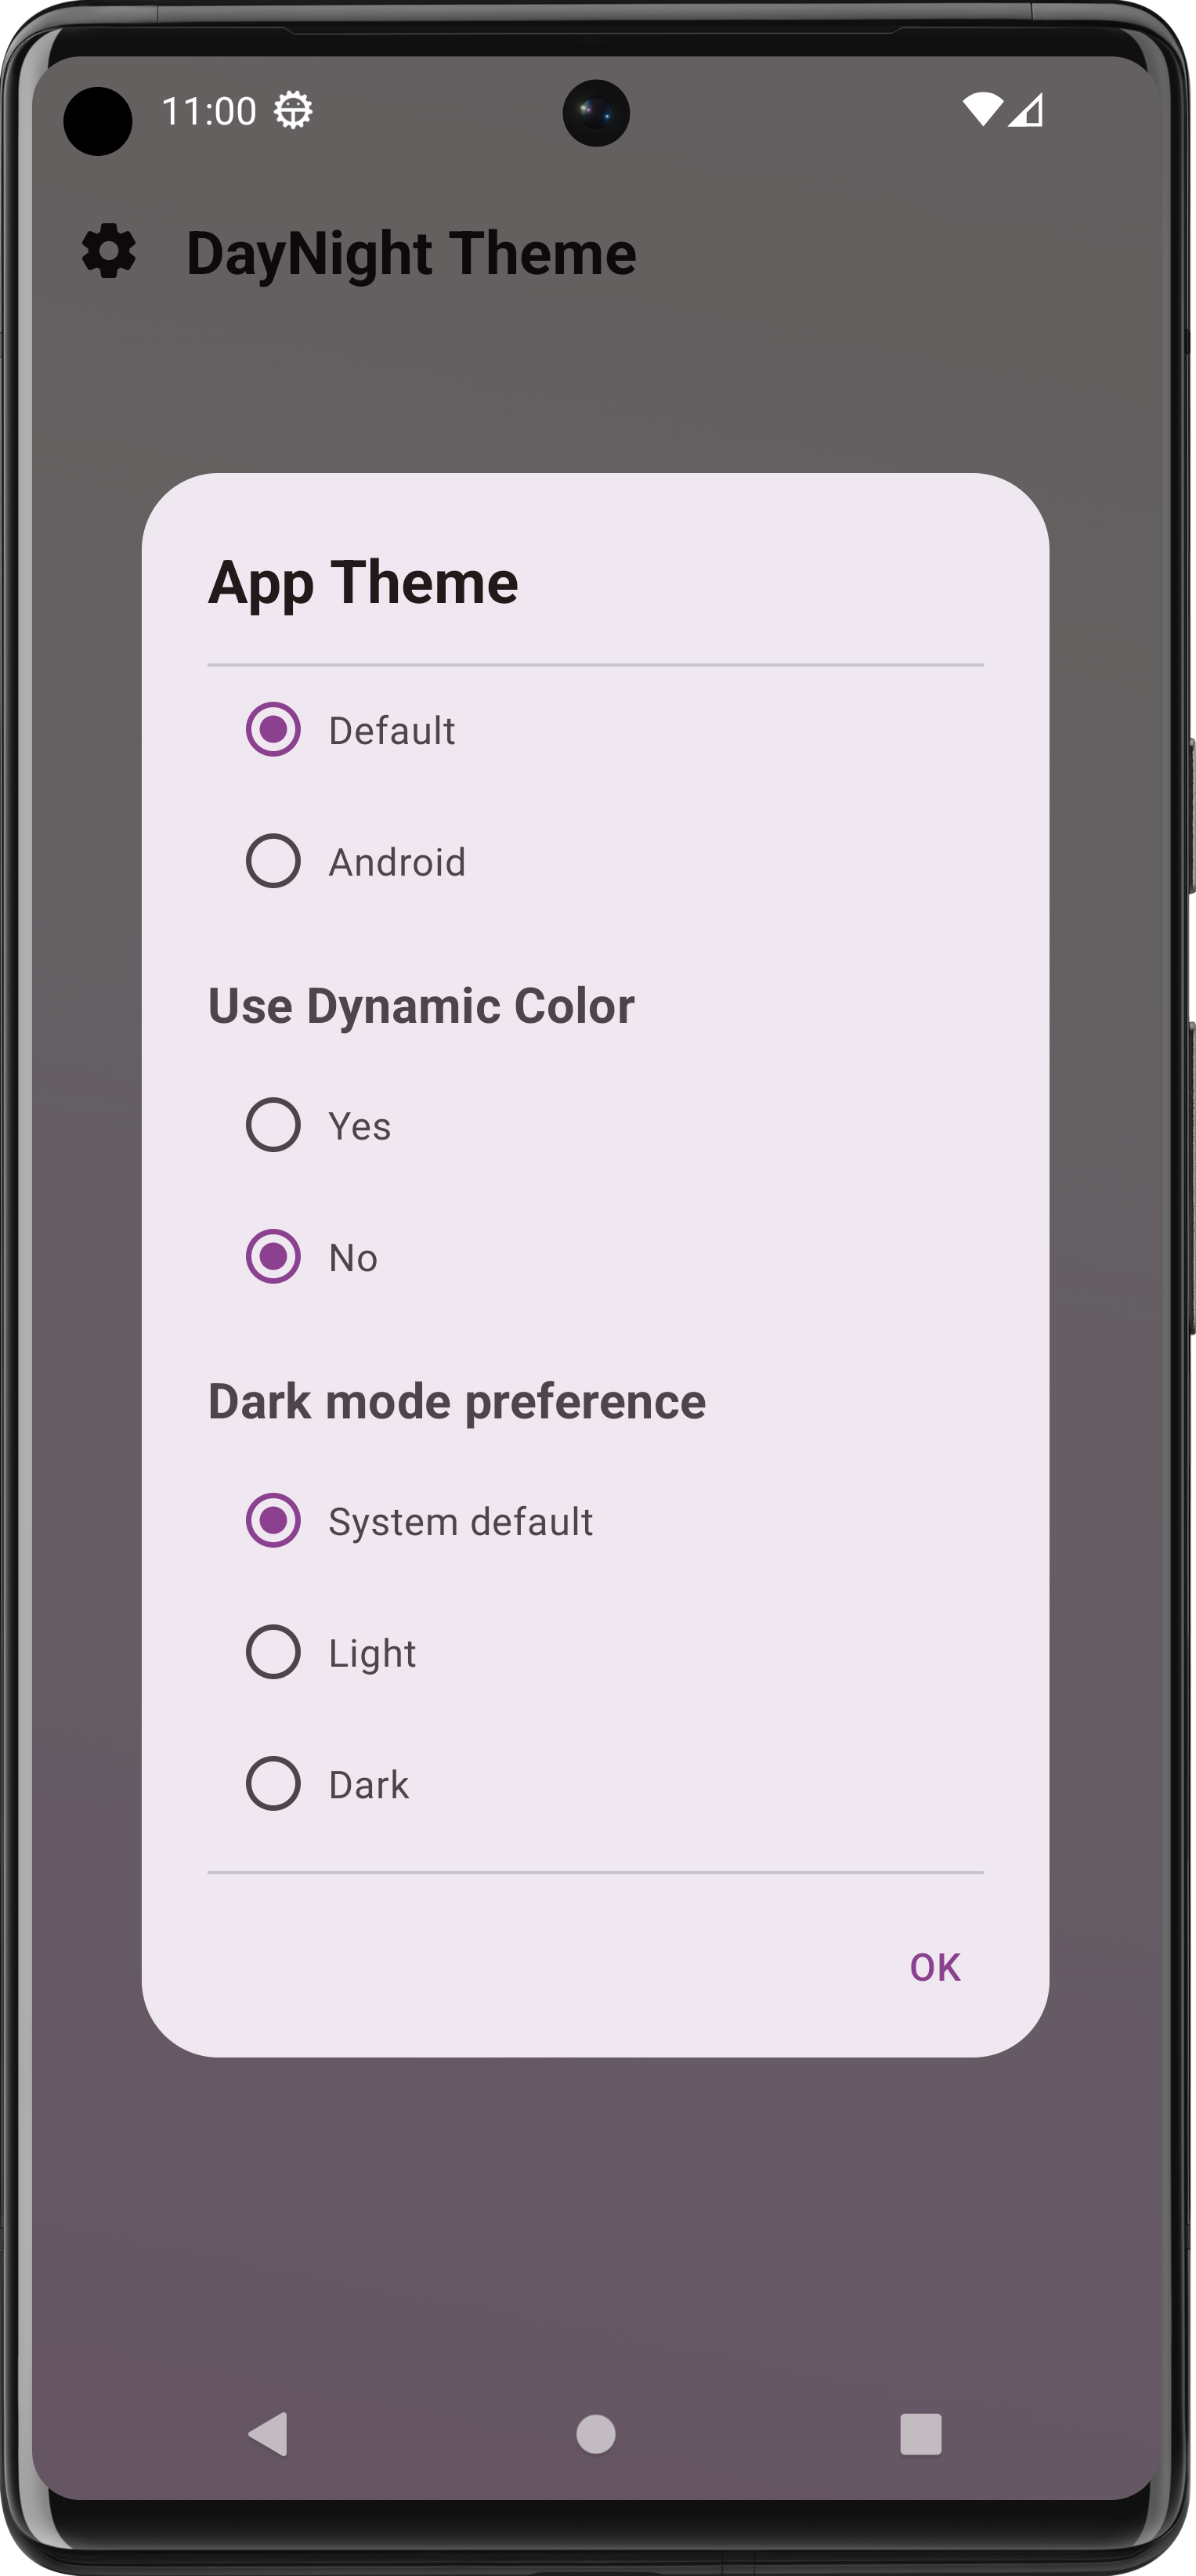 11:00
DayNight Theme
App Theme
Default
Android
Use Dynamic Color
Yes
No
Dark mode preference
System default
Light
Dark
OK